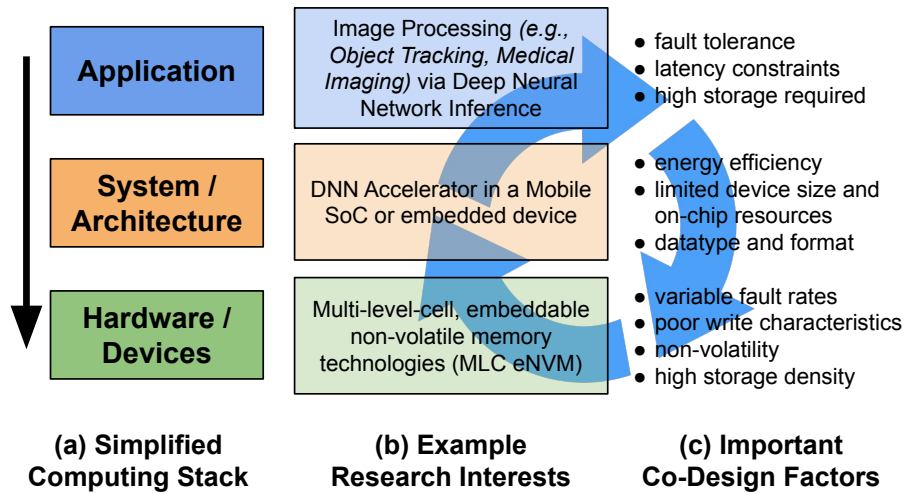 Application
Image Processing (e.g.,
Object Tracking, Medical
Imaging) via Deep Neural
Network Inference
● fault tolerance
● latency constraints
● high storage required
System /
Architecture
DNN Accelerator in a Mobile
SoC or embedded device
● energy efficiency
● limited device size and
on-chip resources
● datatype and format
Hardware /
Devices
Multi-level-cell, embeddable
non-volatile memory
technologies (MLC eNVM)
● variable fault rates
● poor write characteristics
● non-volatility
● high storage density
(a) Simplified
Computing Stack
(b) Example
Research Interests
(c) Important
Co-Design Factors